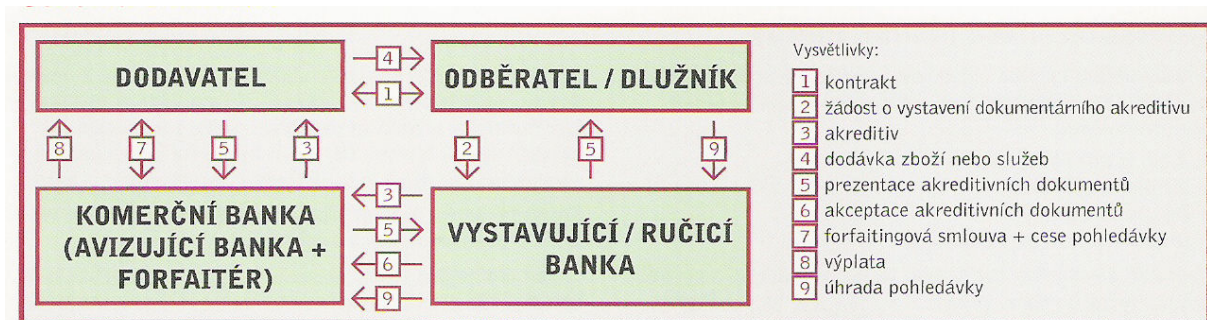 DODAVATEL
4
1
ODBĚRATEL / DLUŽNÍK
8
7
5
3
2
5
9
KOMERČNÍ BANKA
(AVIZUJÍCÍ BANKA +
FORFAITÉR)
3
5
6
9
VYSTAVUJÍCÍ / RUČICÍ
BANKA
Vysvětlivky:
1 kontrakt
2 žádost o vystavení dokumentárního akreditivu
3 akreditiv
4 dodávka zboží nebo služeb
5 prezentace akreditivních dokumentů
6 akceptace akreditivních dokumentů
7 forfaitingová smlouva + cese pohledávky
8 výplata
9 úhrada pohledávky